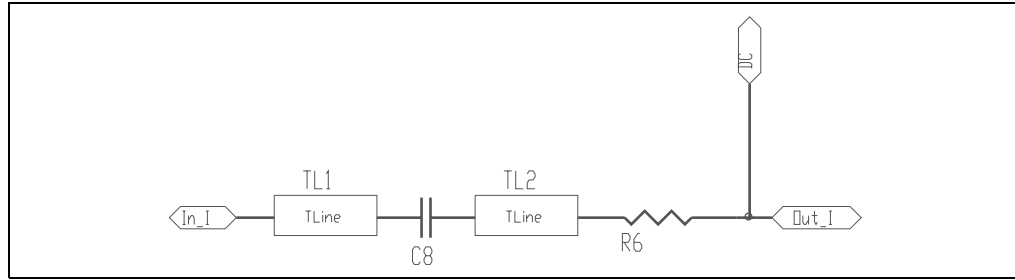 DC
TL1
TL2
In_I
TLine
TLine
Out_I
C8
R6